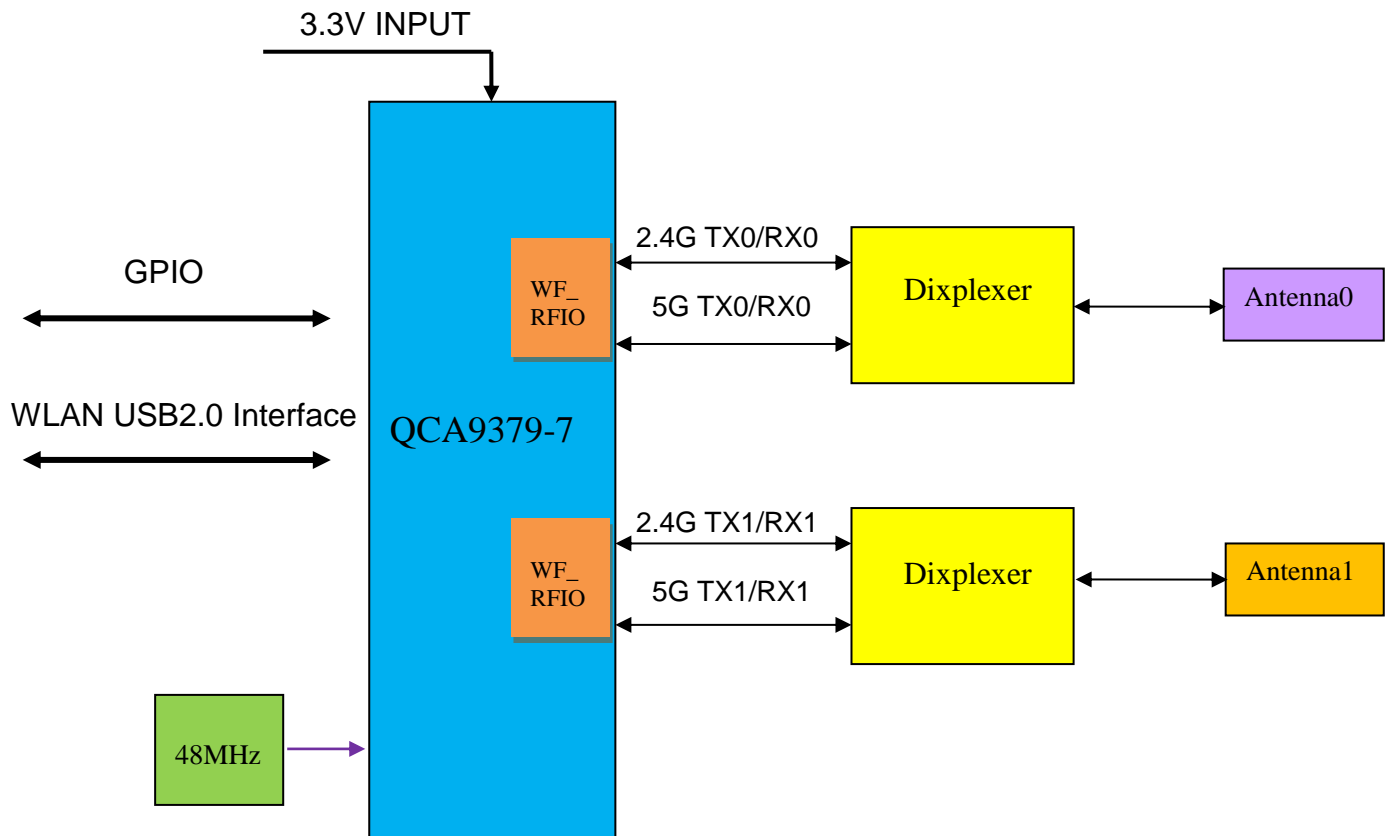 3.3V INPUT
GPIO
WLAN USB2.0 Interface
QCA9379-7
WF_
RFIO
2.4G TX0/RX0
5G TX0/RX0
Dixplexer
Antenna0
WF_
RFIO
2.4G TX1/RX1
5G TX1/RX1
Dixplexer
Antenna1
48MHz